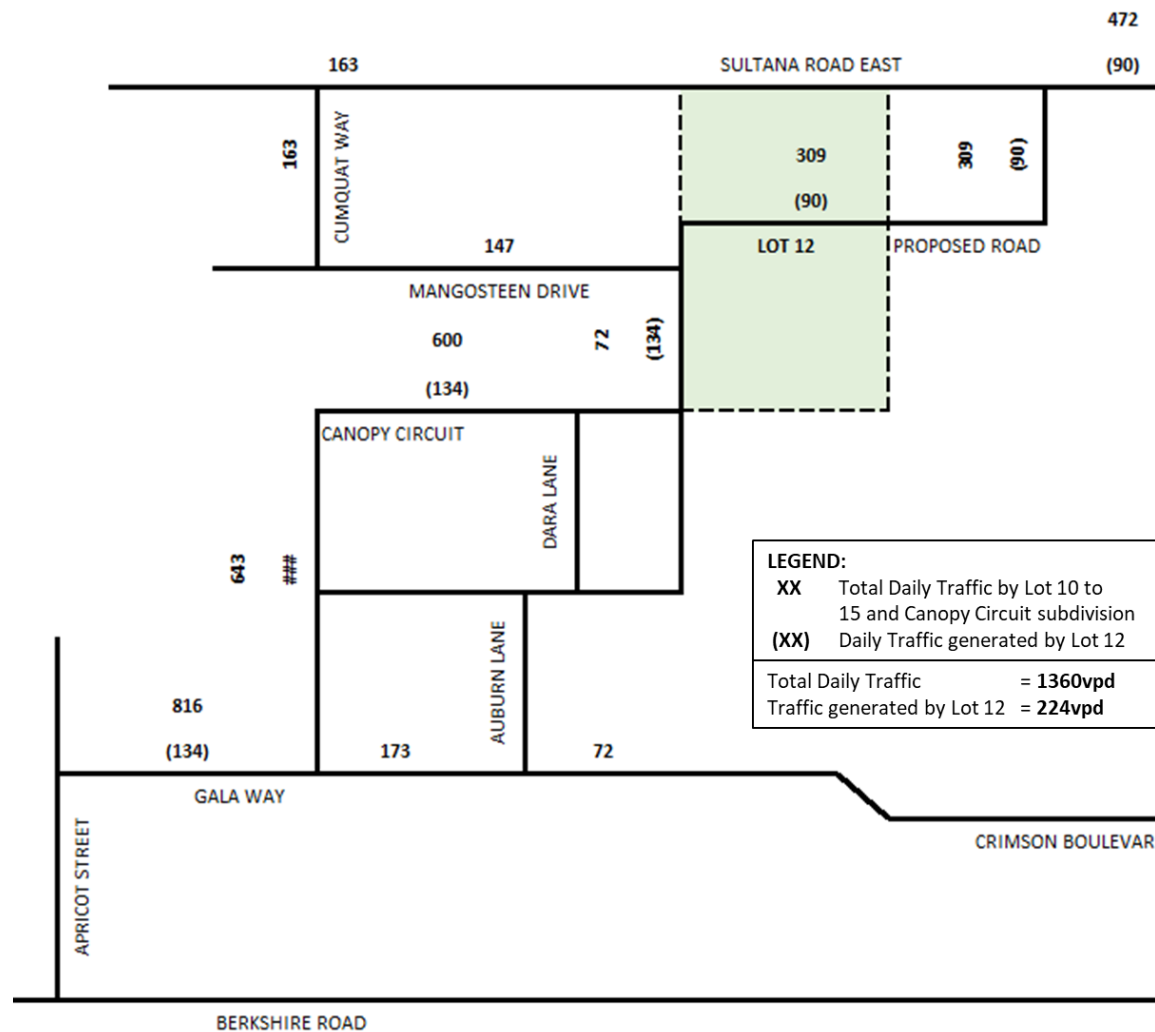 472
163 SULTANA ROAD EAST (90)
163
CUMQUAT WAY
309
(90)
309
(90)
147 LOT 12 PROPOSED ROAD
MANGOSTEEN DRIVE
600
(134)
72
(134)
CANOPY CIRCUIT
DARA LANE
643
###
LEGEND:
XX Total Daily Traffic by Lot 10 to
15 and Canopy Circuit subdivision
(XX) Daily Traffic generated by Lot 12
Total Daily Traffic = 1360vpd
Traffic generated by Lot 12 = 224vpd
AUBURN LANE
816
(134) 173 72
GALA WAY
CRIMSON BOULEVAR
APRICOT STREET
BERKSHIRE ROAD